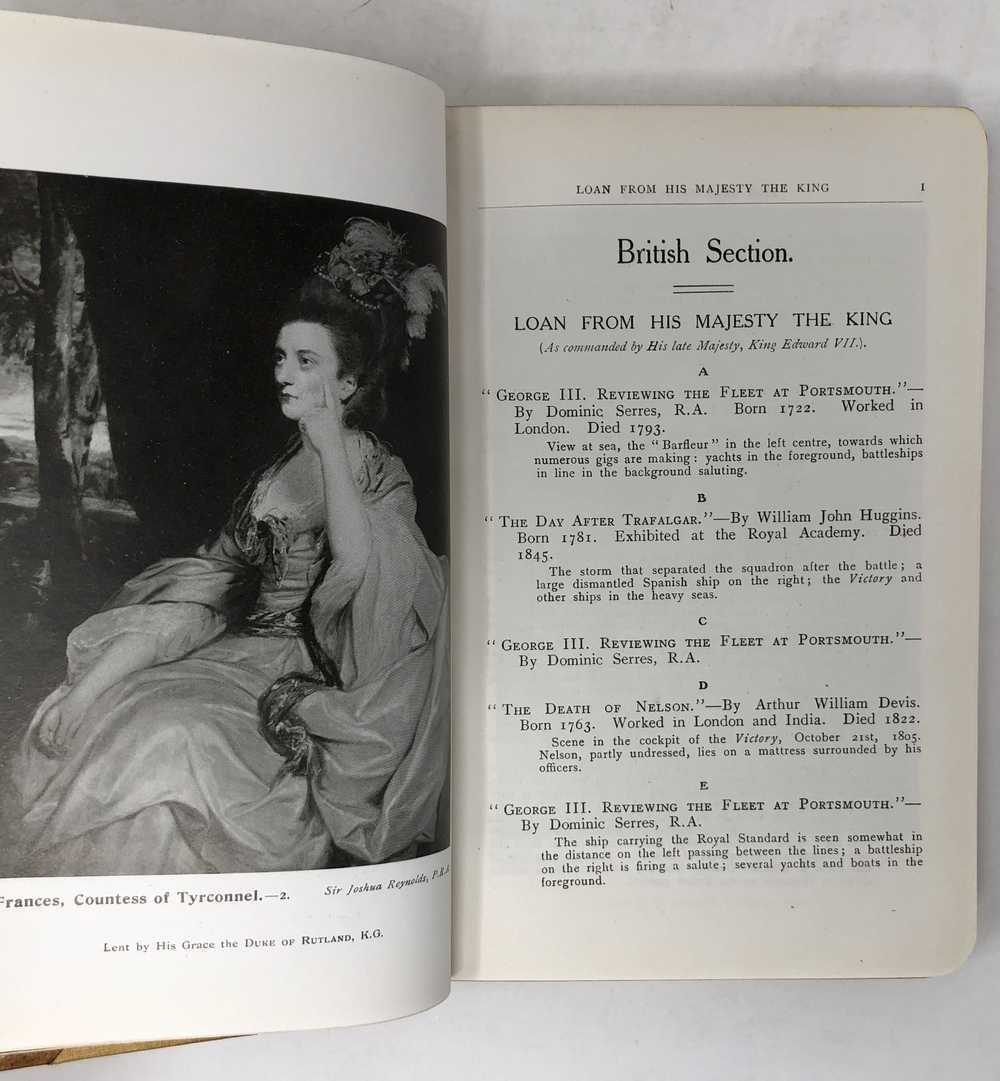 Frances, Countess of Tyrconnel.—2.
Sir Joshua Reynolds, P.R.A.
Lent by His Grace the DUKE OF RUTLAND, K.G.
LOAN FROM HIS MAJESTY THE KING 1
British Section.
LOAN FROM HIS MAJESTY THE KING
(As commanded by His late Majesty, King Edward VII.).
A
“GEORGE III. REVIEWING THE FLEET AT PORTSMOUTH.”—
By Dominic Serres, R.A. Born 1722. Worked in
London. Died 1793.
View at sea, the “Barfleur” in the left centre, towards which
numerous gigs are making: yachts in the foreground, battleships
in line in the background saluting.
B
“THE DAY AFTER TRAFALGAR.”—By William John Huggins.
Born 1781. Exhibited at the Royal Academy. Died
1845.
The storm that separated the squadron after the battle; a
large dismantled Spanish ship on the right; the Victory and
other ships in the heavy seas.
C
“GEORGE III. REVIEWING THE FLEET AT PORTSMOUTH.”—
By Dominic Serres, R.A.
D
“THE DEATH OF NELSON.”—By Arthur William Devis.
Born 1763. Worked in London and India. Died 1822.
Scene in the cockpit of the Victory, October 21st, 1805.
Nelson, partly undressed, lies on a mattress surrounded by his
officers.
E
“GEORGE III. REVIEWING THE FLEET AT PORTSMOUTH.”—
By Dominic Serres, R.A.
The ship carrying the Royal Standard is seen somewhat in
the distance on the left passing between the lines; a battleship
on the right is firing a salute; several yachts and boats in the
foreground.